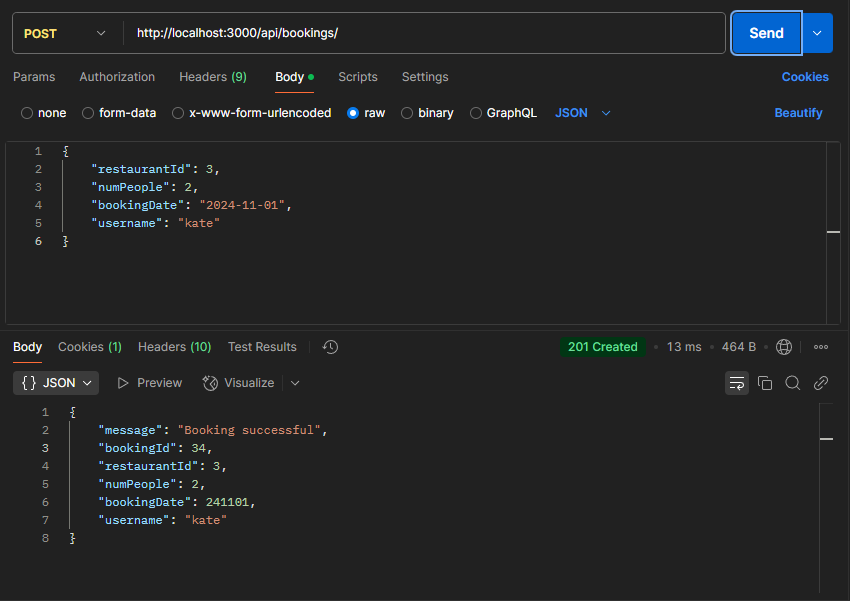 POST http://localhost:3000/api/bookings/ Send
Params Authorization Headers (9) Body Scripts Settings Cookies
none form-data x-www-form-urlencoded raw binary GraphQL JSON Beautify
1 {
2 "restaurantId": 3,
3 "numPeople": 2,
4 "bookingDate": "2024-11-01",
5 "username": "kate"
6 }
Body Cookies (1) Headers (10) Test Results 201 Created 13 ms 464 B
{} JSON Preview Visualize
1 {
2 "message": "Booking successful",
3 "bookingId": 34,
4 "restaurantId": 3,
5 "numPeople": 2,
6 "bookingDate": 241101,
7 "username": "kate"
8 }